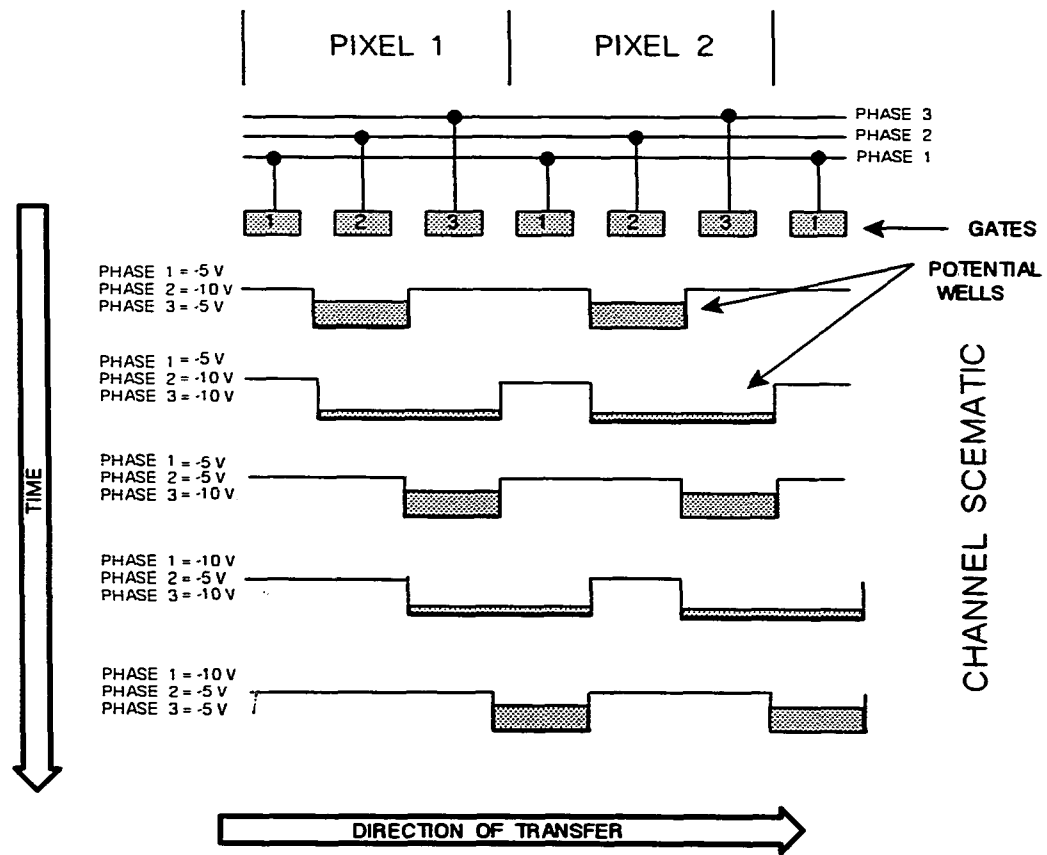 PIXEL 1
PIXEL 2
PHASE 3
PHASE 2
PHASE 1
1 2 3 1 2 3 1
GATES
POTENTIAL
WELLS
PHASE 1 = -5 V
PHASE 2 = -10 V
PHASE 3 = -5 V
PHASE 1 = -5 V
PHASE 2 = -10 V
PHASE 3 = -10 V
PHASE 1 = -5 V
PHASE 2 = -5 V
PHASE 3 = -10 V
PHASE 1 = -10 V
PHASE 2 = -5 V
PHASE 3 = -10 V
PHASE 1 = -10 V
PHASE 2 = -5 V
PHASE 3 = -5 V
TIME
CHANNEL SCEMATIC
DIRECTION OF TRANSFER